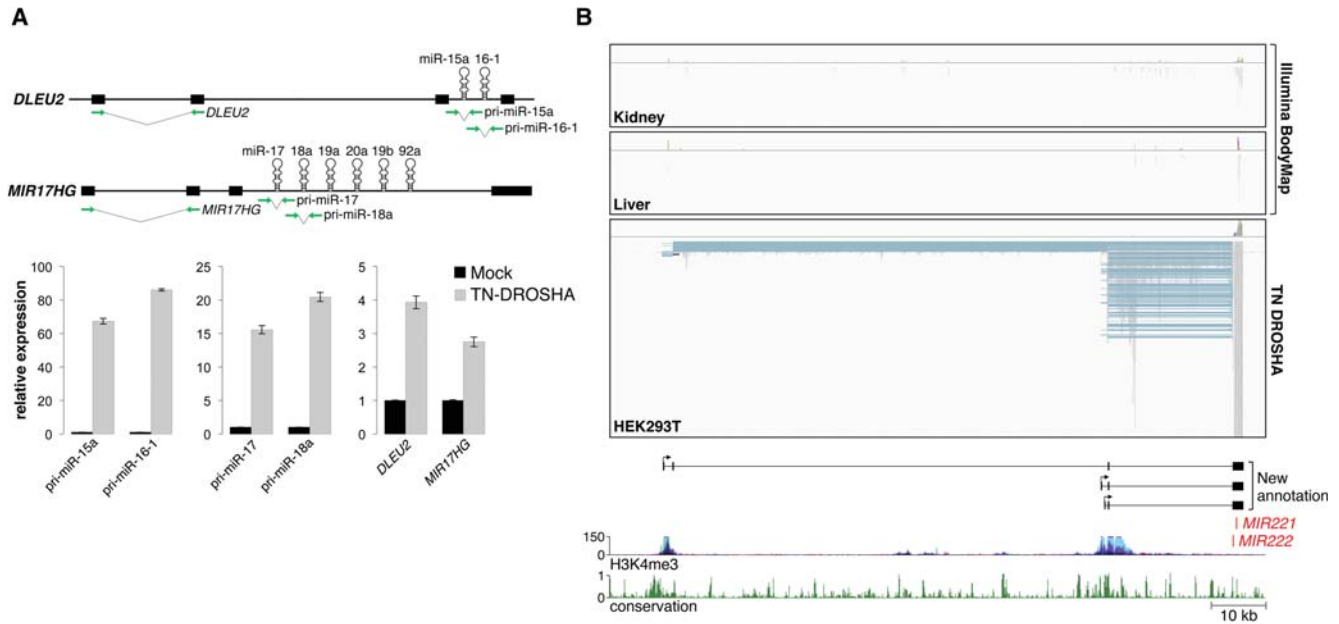 A
miR-15a 16-1
DLEU2
DLEU2
pri-miR-15a
pri-miR-16-1
miR-17 18a 19a 20a 19b 92a
MIR17HG
MIR17HG
pri-miR-17
pri-miR-18a
relative expression
100
80
60
40
20
0
pri-miR-15a
pri-miR-16-1
25
20
15
10
5
0
pri-miR-17
pri-miR-18a
5
4
3
2
1
0
DLEU2
MIR17HG
Mock
TN-DROSHA
B
Kidney
Liver
Illumina BodyMap
HEK293T
TN DROSHA
New
annotation
MIR221
MIR222
150
0
H3K4me3
1
0
conservation
10 kb